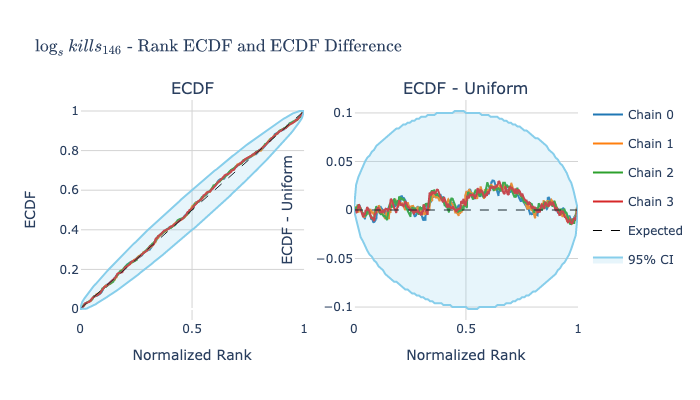 log_s kills_146 - Rank ECDF and ECDF Difference
ECDF
ECDF - Uniform
1
0.8
0.6
0.4
0.2
0
ECDF
0
0.5
1
Normalized Rank
0.1
0.05
0
−0.05
−0.1
ECDF - Uniform
0
0.5
1
Normalized Rank
Chain 0
Chain 1
Chain 2
Chain 3
Expected
95% CI